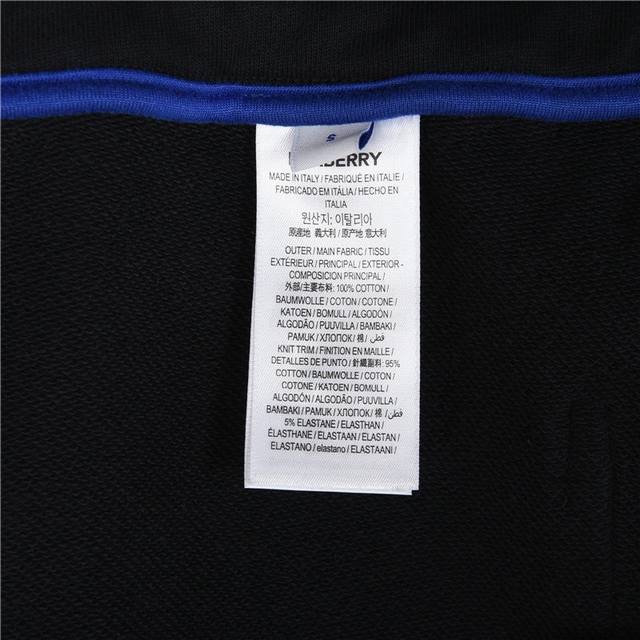 S
BERRY
MADE IN ITALY / FABRIQUÉ EN ITALIE /
FABRICADO EM ITÁLIA / HECHO EN
ITALIA
원산지: 이탈리아
原産地 義大利 / 原产地 意大利
OUTER / MAIN FABRIC / TISSU
EXTÉRIEUR / PRINCIPAL / EXTERIOR-
COMPOSICIÓN PRINCIPAL /
外部/主要布料: 100% COTTON /
BAUMWOLLE / COTON / COTONE /
KATOEN / BOMULL / ALGODÓN /
ALGODÃO / PUUVILLA / BAMBAKI /
PAMUK / ХЛОПОК / 棉 / قطن /
KNIT TRIM / FINITION EN MAILLE /
DETALLES DE PUNTO / 針織副料: 95%
COTTON / BAUMWOLLE / COTON /
COTONE / KATOEN / BOMULL /
ALGODÓN / ALGODÃO / PUUVILLA /
BAMBAKI / PAMUK / ХЛОПОК / 棉 / قطن /
5% ELASTANE / ELASTHAN /
ÉLASTHANE / ELASTAAN / ELASTAN /
ELASTANO / elastano / ELASTAANI /